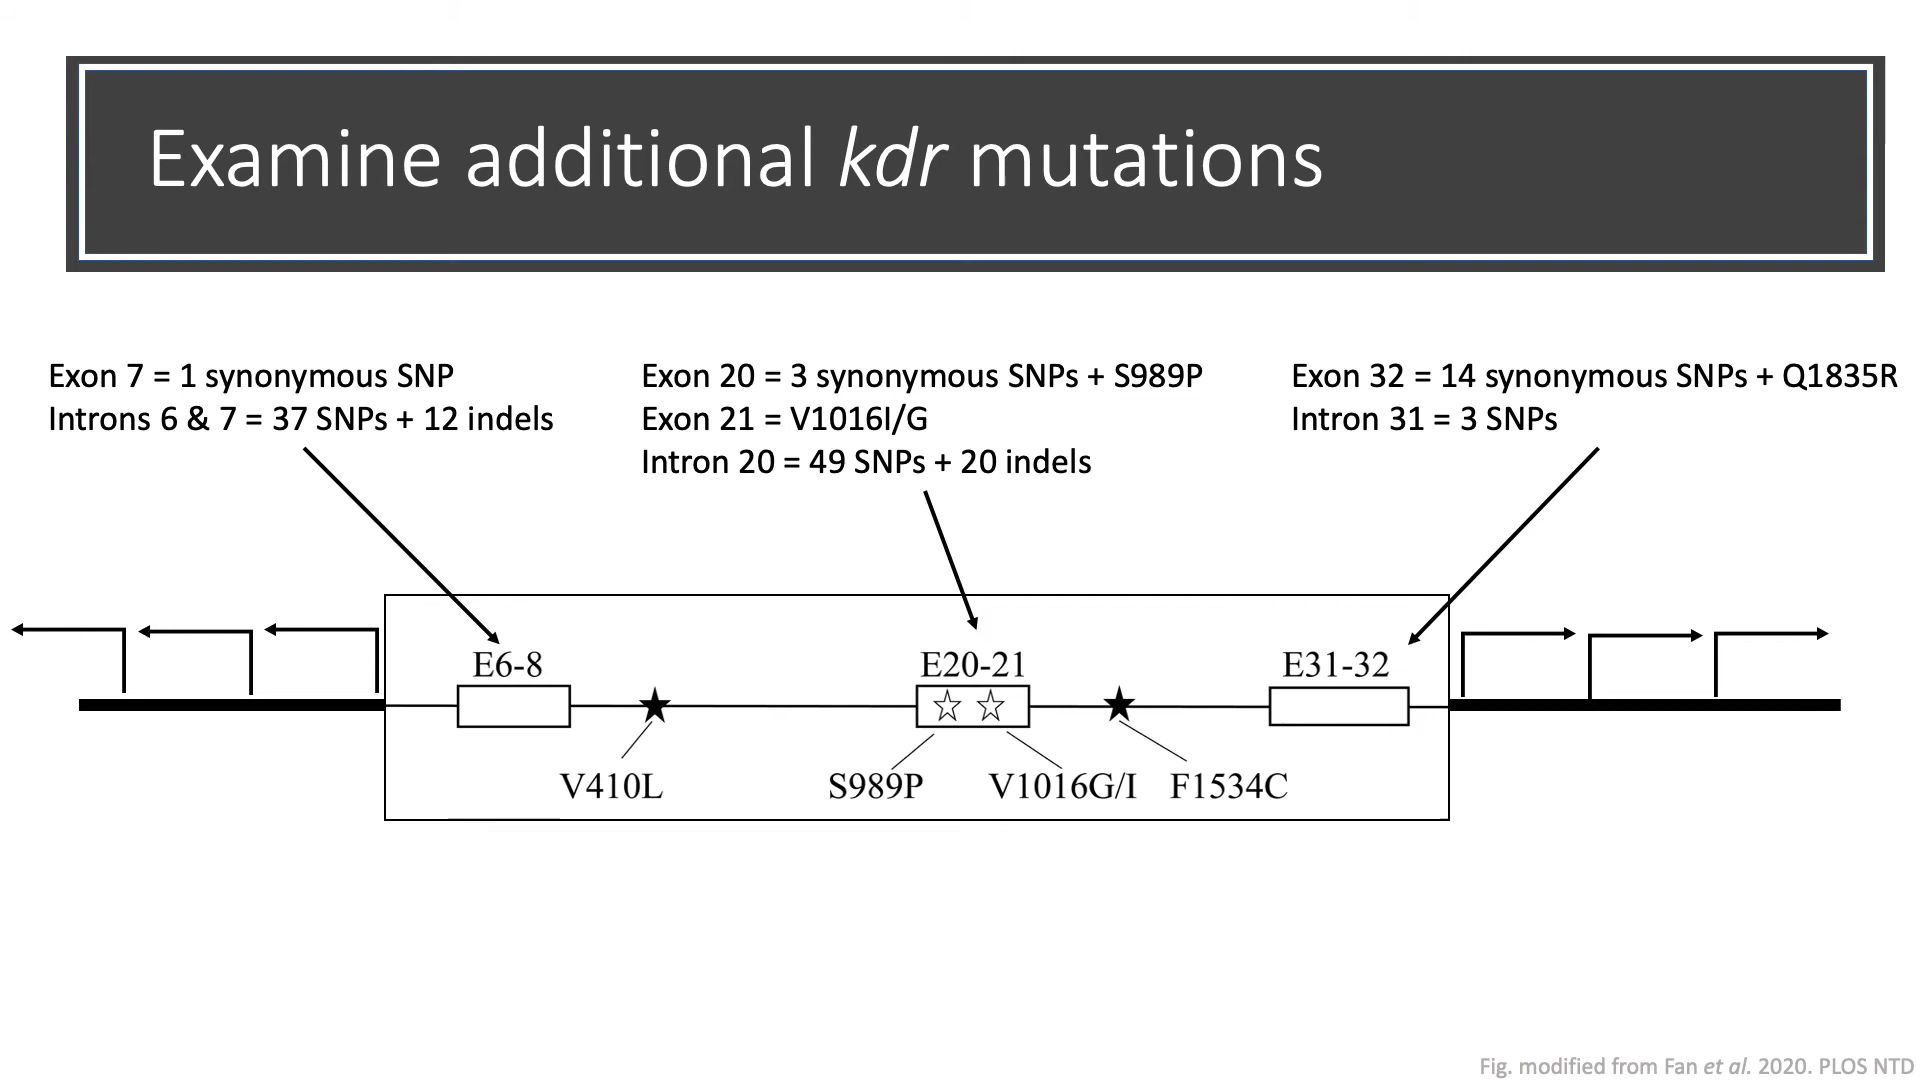 Examine additional kdr mutations
Exon 7 = 1 synonymous SNP
Introns 6 & 7 = 37 SNPs + 12 indels
Exon 20 = 3 synonymous SNPs + S989P
Exon 21 = V1016I/G
Intron 20 = 49 SNPs + 20 indels
Exon 32 = 14 synonymous SNPs + Q1835R
Intron 31 = 3 SNPs
E6-8
E20-21
E31-32
V410L
S989P
V1016G/I
F1534C
Fig. modified from Fan et al. 2020. PLOS NTD